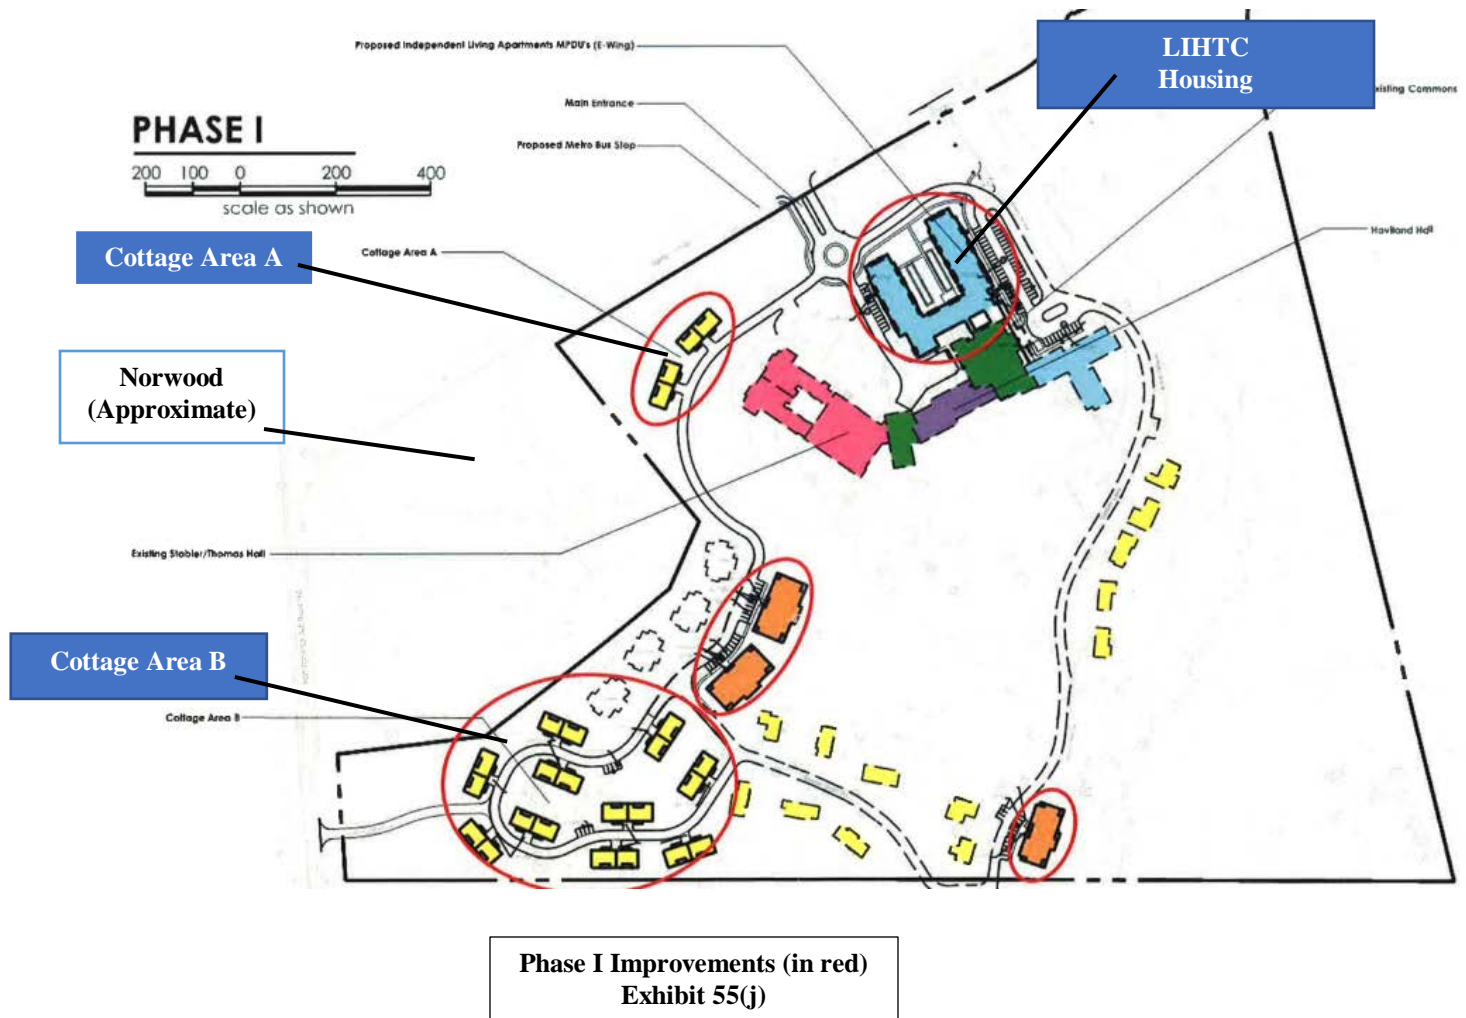 Proposed Independent Living Apartments MPDU's (E-Wing)
LIHTC
Housing
Existing Commons
Main Entrance
PHASE I
Proposed Metro Bus Stop
200 100 0 200 400
scale as shown
Cottage Area A
Cottage Area A
Haviland Hall
Norwood
(Approximate)
Existing Stabler/Thomas Hall
Cottage Area B
Cottage Area B
Phase I Improvements (in red)
Exhibit 55(j)